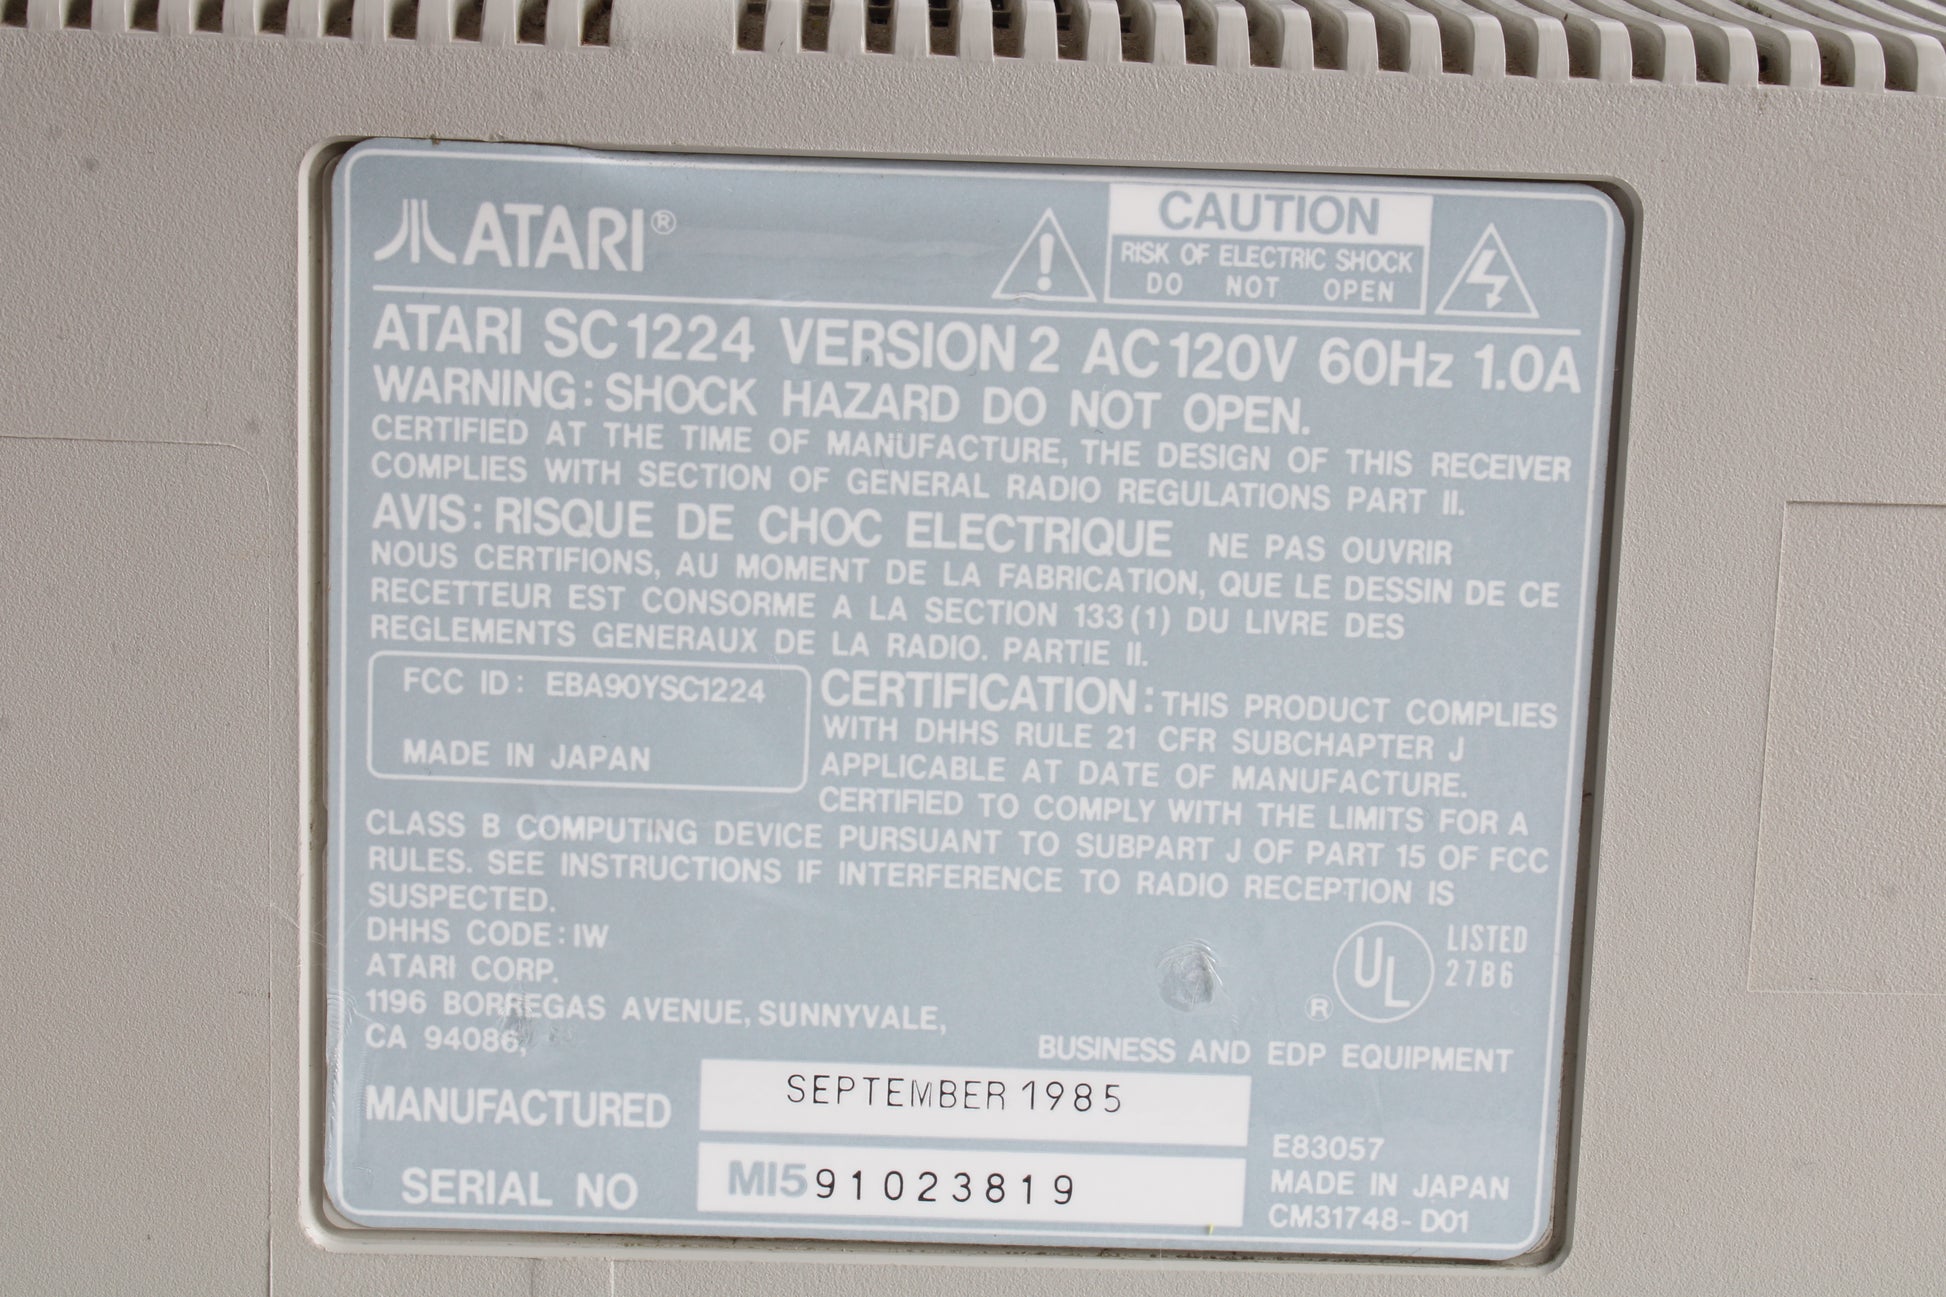 ATARI®
CAUTION
RISK OF ELECTRIC SHOCK
DO NOT OPEN
ATARI SC1224 VERSION 2 AC120V 60Hz 1.0A
WARNING: SHOCK HAZARD DO NOT OPEN.
CERTIFIED AT THE TIME OF MANUFACTURE, THE DESIGN OF THIS RECEIVER
COMPLIES WITH SECTION OF GENERAL RADIO REGULATIONS PART II.
AVIS: RISQUE DE CHOC ELECTRIQUE NE PAS OUVRIR
NOUS CERTIFIONS, AU MOMENT DE LA FABRICATION, QUE LE DESSIN DE CE
RECETTEUR EST CONSORME A LA SECTION 133(1) DU LIVRE DES
REGLEMENTS GENERAUX DE LA RADIO. PARTIE II.
FCC ID: EBA90YSC1224
MADE IN JAPAN
CERTIFICATION: THIS PRODUCT COMPLIES
WITH DHHS RULE 21 CFR SUBCHAPTER J
APPLICABLE AT DATE OF MANUFACTURE.
CERTIFIED TO COMPLY WITH THE LIMITS FOR A
CLASS B COMPUTING DEVICE PURSUANT TO SUBPART J OF PART 15 OF FCC
RULES. SEE INSTRUCTIONS IF INTERFERENCE TO RADIO RECEPTION IS
SUSPECTED.
DHHS CODE: IW
ATARI CORP.
1196 BORREGAS AVENUE, SUNNYVALE,
CA 94086,
UL ®
LISTED
27B6
BUSINESS AND EDP EQUIPMENT
MANUFACTURED SEPTEMBER 1985
SERIAL NO MI5 91023819
E83057
MADE IN JAPAN
CM31748-D01